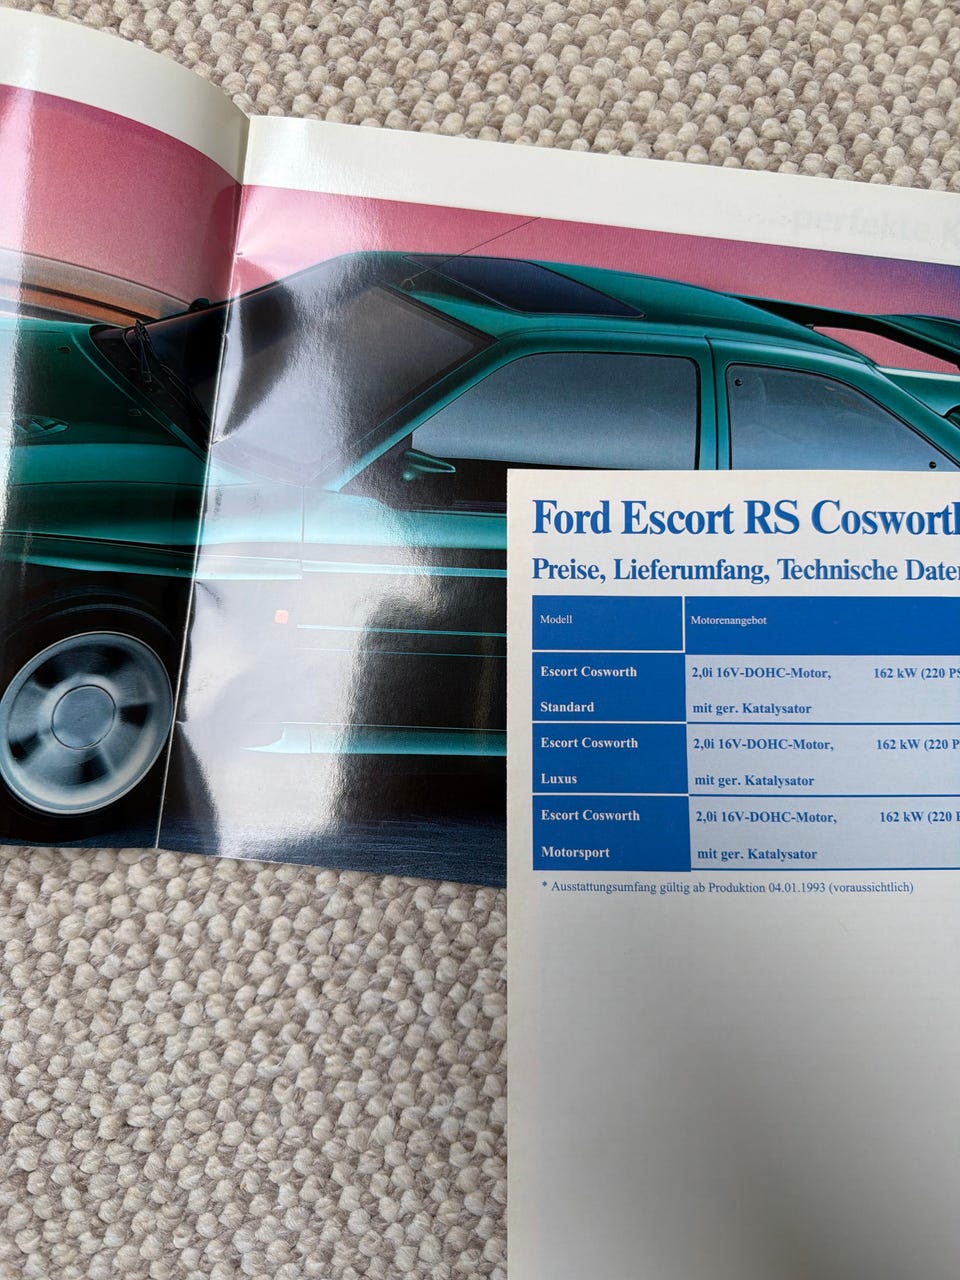 ...perfekte K
Ford Escort RS Cosworth
Preise, Lieferumfang, Technische Daten
Modell Motorenangebot
Escort Cosworth 2,0i 16V-DOHC-Motor, 162 kW (220 PS
Standard mit ger. Katalysator
Escort Cosworth 2,0i 16V-DOHC-Motor, 162 kW (220 P
Luxus mit ger. Katalysator
Escort Cosworth 2,0i 16V-DOHC-Motor, 162 kW (220 P
Motorsport mit ger. Katalysator
* Ausstattungsumfang gültig ab Produktion 04.01.1993 (voraussichtlich)